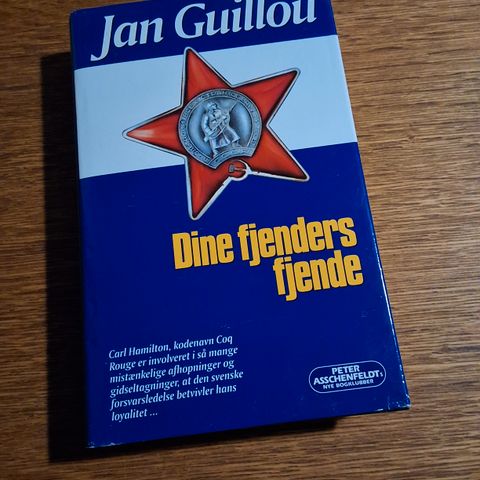 Jan Guillou
Dine fjenders
fjende
Carl Hamilton, kodenavn Coq
Rouge er involveret i så mange
mistænkelige afhopninger og
gidseltagninger, at den svenske
forsvarsledelse betvivler hans
loyalitet ...
PETER
ASSCHENFELDTs
NYE BOGKLUBBER